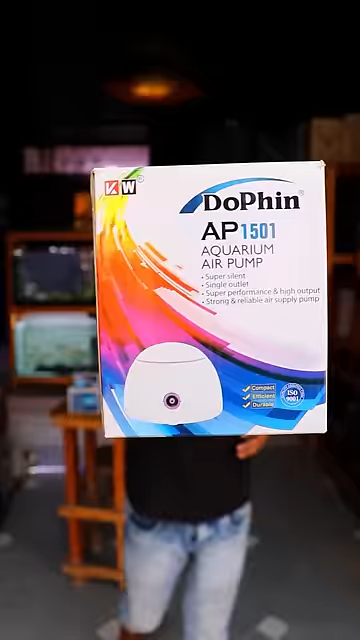 KW®
DoPhin®
AP1501
AQUARIUM
AIR PUMP
• Super silent
• Single outlet
• Super performance & high output
• Strong & reliable air supply pump
✓ Compact
✓ Efficient
✓ Durable
ISO
9001